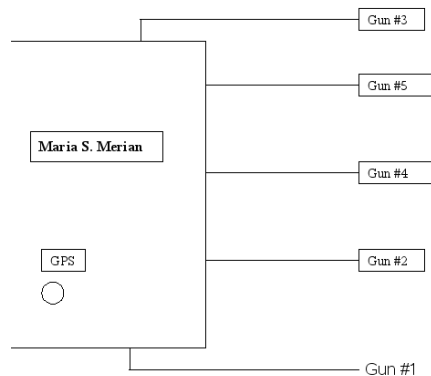 Gun #3
Gun #5
Maria S. Merian
Gun #4
GPS
Gun #2
Gun #1